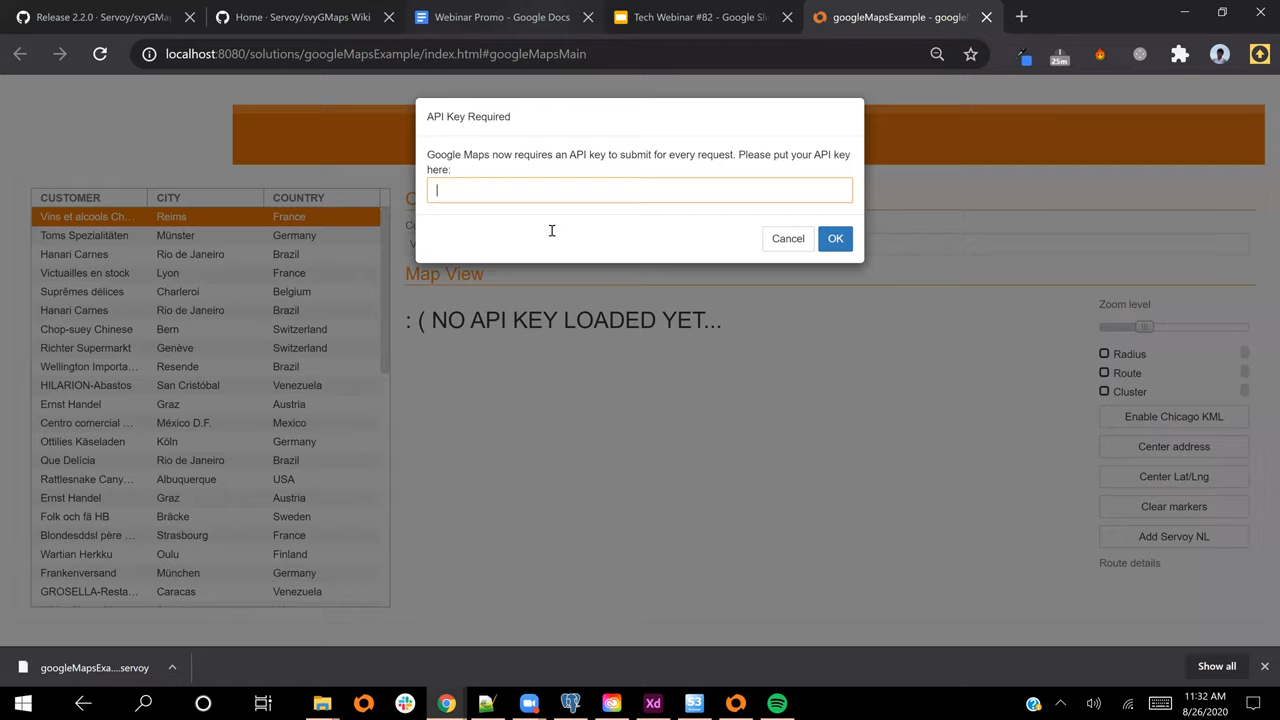 Release 2.2.0 · Servoy/svyGMa
Home · Servoy/svyGMaps Wiki
Webinar Promo - Google Docs
Tech Webinar #82 - Google Sl
googleMapsExample - google
localhost:8080/solutions/googleMapsExample/index.html#googleMapsMain
25m
API Key Required
Google Maps now requires an API key to submit for every request. Please put your API key
here:
Cancel
OK
CUSTOMER CITY COUNTRY
Vins et alcools Ch... Reims France
Toms Spezialitäten Münster Germany
Hanari Carnes Rio de Janeiro Brazil
Victuailles en stock Lyon France
Suprêmes délices Charleroi Belgium
Hanari Carnes Rio de Janeiro Brazil
Chop-suey Chinese Bern Switzerland
Richter Supermarkt Genève Switzerland
Wellington Importa... Resende Brazil
HILARION-Abastos San Cristóbal Venezuela
Ernst Handel Graz Austria
Centro comercial ... México D.F. Mexico
Ottilies Käseladen Köln Germany
Que Delícia Rio de Janeiro Brazil
Rattlesnake Cany... Albuquerque USA
Ernst Handel Graz Austria
Folk och fä HB Bräcke Sweden
Blondesddsl père ... Strasbourg France
Wartian Herkku Oulu Finland
Frankenversand München Germany
GROSELLA-Resta... Caracas Venezuela
Map View
: ( NO API KEY LOADED YET...
Zoom level
Radius
Route
Cluster
Enable Chicago KML
Center address
Center Lat/Lng
Clear markers
Add Servoy NL
Route details
googleMapsExa....servoy
Show all
Xd
S3
11:32 AM
8/26/2020